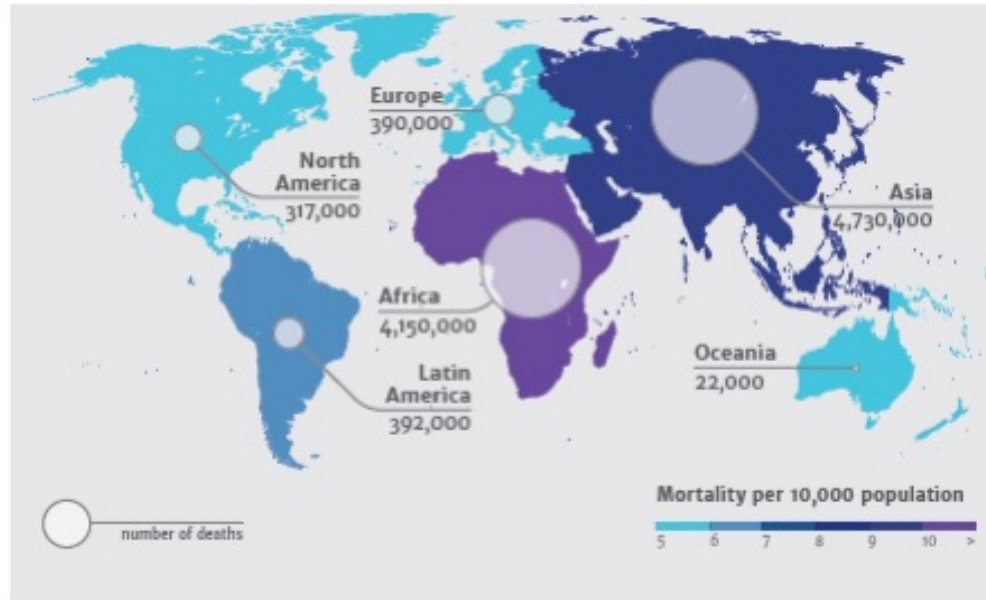 Europe
390,000
North
America
317,000
Asia
4,730,000
Africa
4,150,000
Oceania
22,000
Latin
America
392,000
Mortality per 10,000 population
5 6 7 8 9 10 >
number of deaths